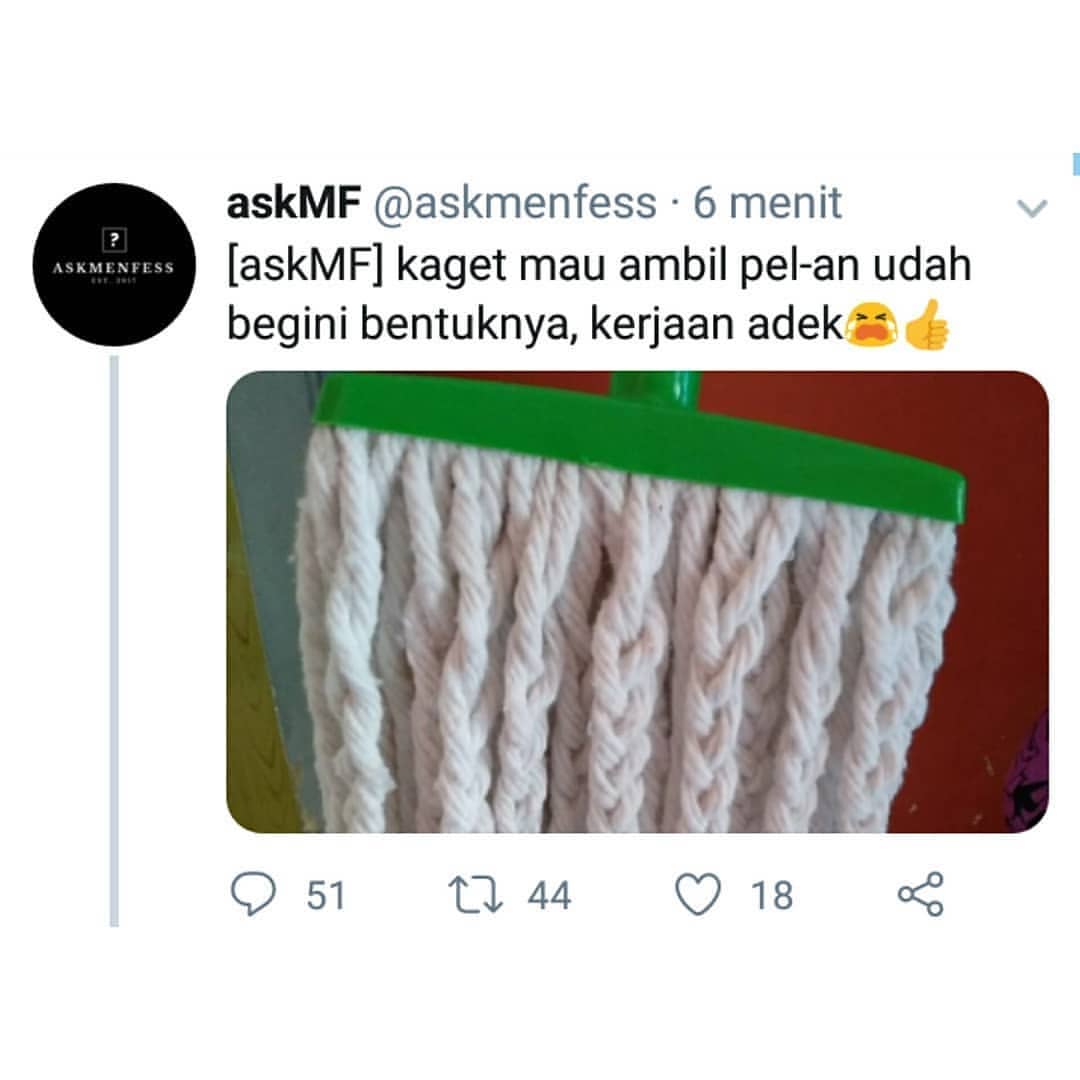 askMF @askmenfess · 6 menit
[askMF] kaget mau ambil pel-an udah
begini bentuknya, kerjaan adek😭👍
?
ASKMENFESS
51 44 18